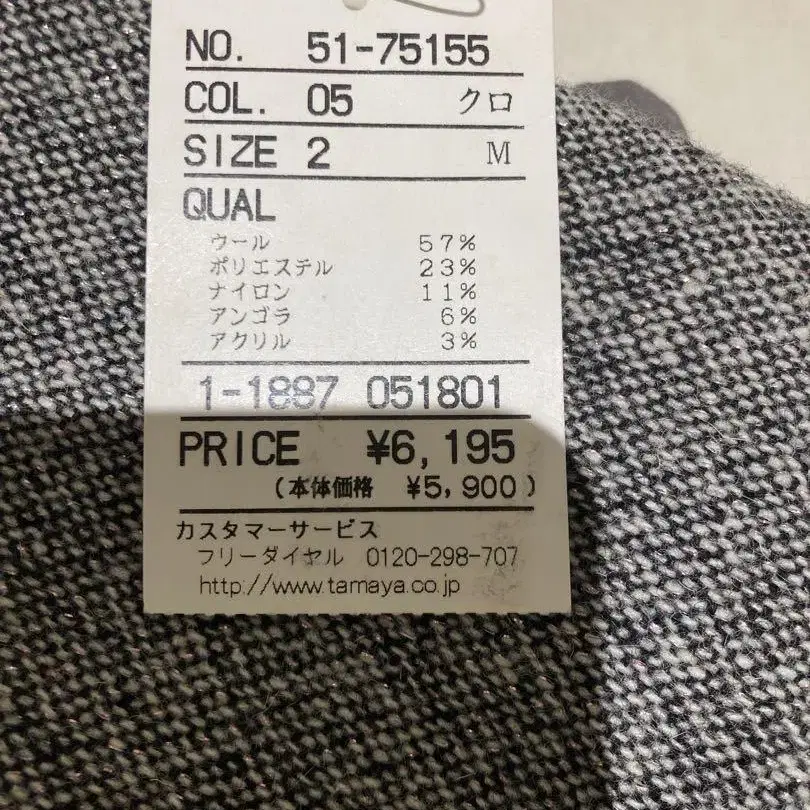 NO. 51-75155
COL. 05 クロ
SIZE 2 M
QUAL
ウール 57%
ポリエステル 23%
ナイロン 11%
アンゴラ 6%
アクリル 3%
1-1887 051801
PRICE ¥6,195
(本体価格 ¥5,900)
カスタマーサービス
フリーダイヤル 0120-298-707
http://www.tamaya.co.jp